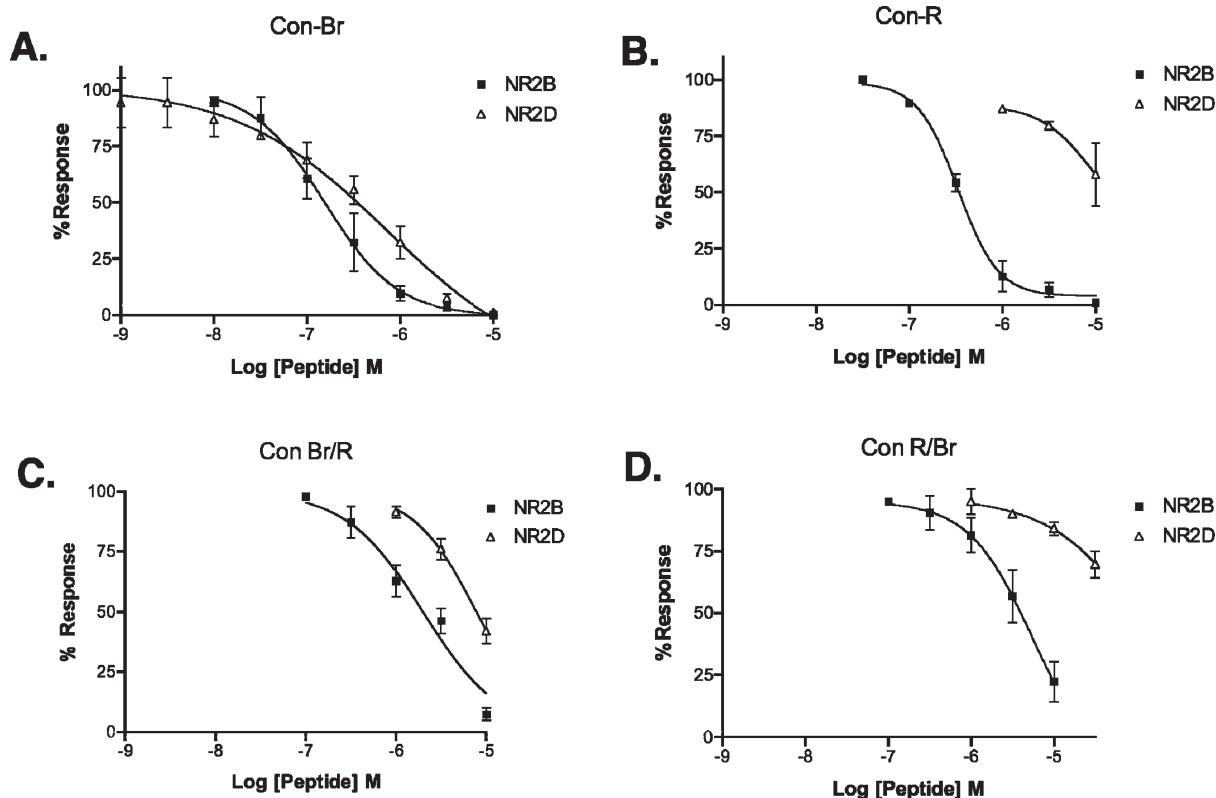 A.
Con-Br
NR2B
NR2D
% Response
100
75
50
25
0
-9
-8
-7
-6
-5
Log [Peptide] M
B.
Con-R
NR2B
NR2D
% Response
100
75
50
25
0
-9
-8
-7
-6
-5
Log [Peptide] M
C.
Con Br/R
NR2B
NR2D
% Response
100
75
50
25
0
-9
-8
-7
-6
-5
Log [Peptide] M
D.
Con R/Br
NR2B
NR2D
% Response
100
75
50
25
0
-9
-8
-7
-6
-5
Log [Peptide] M